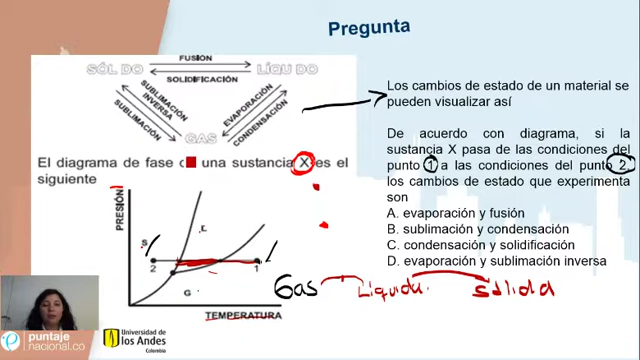 Pregunta
FUSIÓN
SÓLDO
LÍQUDO
SOLIDIFICACIÓN
SUBLIMACIÓN INVERSA
SUBLIMACIÓN
EVAPORACIÓN
CONDENSACIÓN
GAS
El diagrama de fase una sustancia X es el
siguiente
PRESIÓN
S
L
2
1
G
TEMPERATURA
Los cambios de estado de un material se
pueden visualizar así
De acuerdo con diagrama, si la
sustancia X pasa de las condiciones del
punto 1 a las condiciones del punto 2,
los cambios de estado que experimenta
son
A. evaporación y fusión
B. sublimación y condensación
C. condensación y solidificación
D. evaporación y sublimación inversa
Gas Líquido sólida
puntaje
nacional.co
Universidad de
los Andes
Colombia